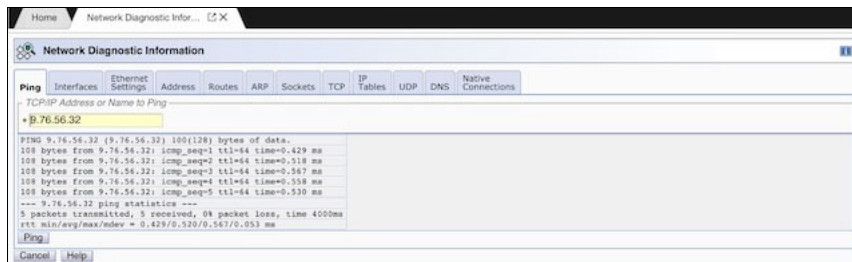 Home
Network Diagnostic Infor...
Network Diagnostic Information
Ping
Interfaces
Ethernet Settings
Address
Routes
ARP
Sockets
TCP
IP Tables
UDP
DNS
Native Connections
TCP/IP Address or Name to Ping
* 9.76.56.32
PING 9.76.56.32 (9.76.56.32) 100(128) bytes of data.
108 bytes from 9.76.56.32: icmp_seq=1 ttl=64 time=0.429 ms
108 bytes from 9.76.56.32: icmp_seq=2 ttl=64 time=0.518 ms
108 bytes from 9.76.56.32: icmp_seq=3 ttl=64 time=0.567 ms
108 bytes from 9.76.56.32: icmp_seq=4 ttl=64 time=0.558 ms
108 bytes from 9.76.56.32: icmp_seq=5 ttl=64 time=0.530 ms
--- 9.76.56.32 ping statistics ---
5 packets transmitted, 5 received, 0% packet loss, time 4000ms
rtt min/avg/max/mdev = 0.429/0.520/0.567/0.053 ms
Ping
Cancel
Help